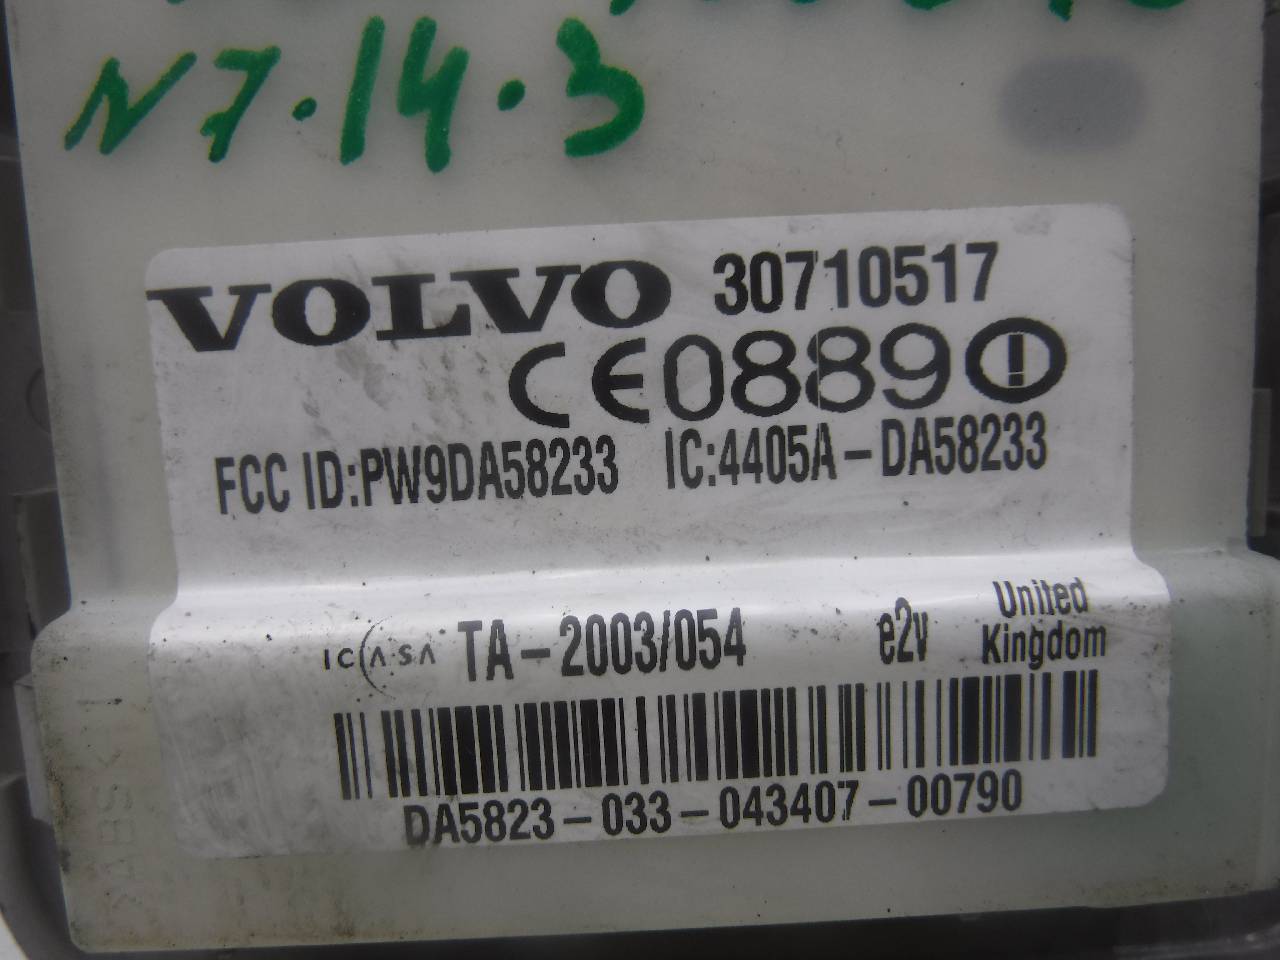 N7.14.3
VOLVO 30710517
CE0889
FCC ID:PW9DA58233 IC:4405A-DA58233
ICASA TA-2003/054 e2v United
Kingdom
DA5823-033-043407-00790